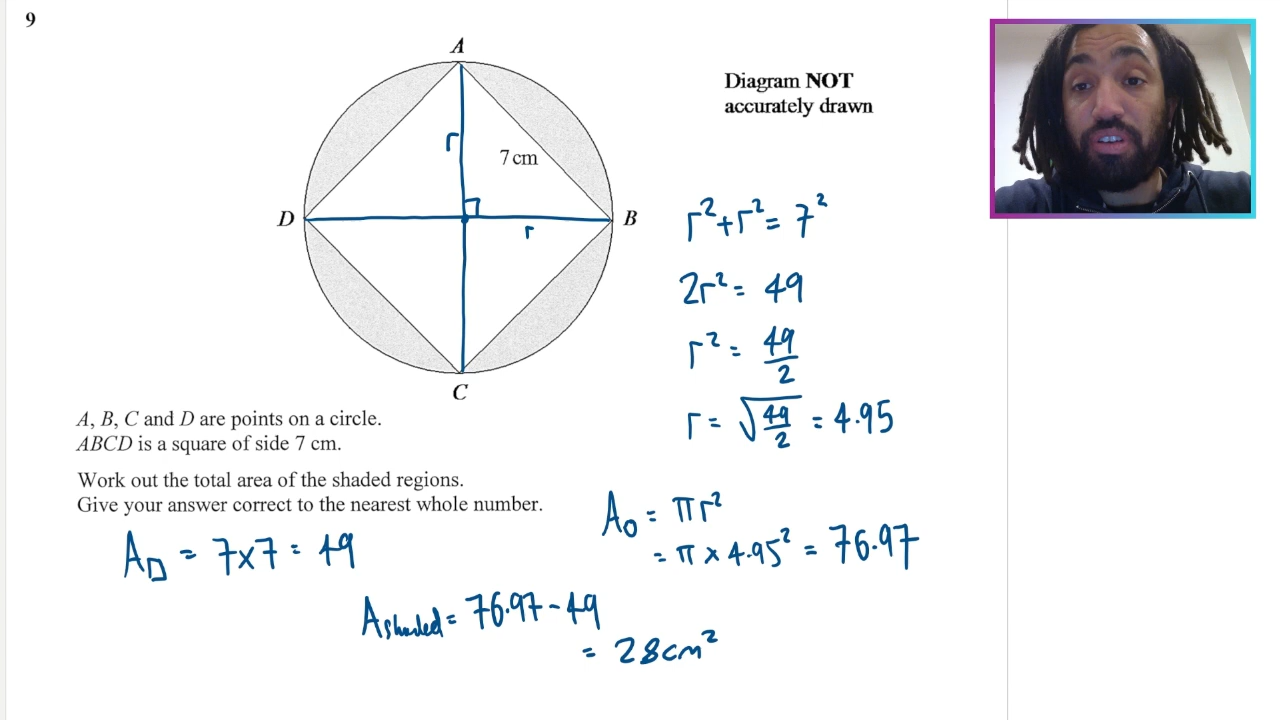 9
A
Diagram NOT
accurately drawn
r
7 cm
D
B
r
C
r²+r²= 7²
2r²= 49
r²= 49/2
r= √49/2 = 4.95
A, B, C and D are points on a circle.
ABCD is a square of side 7 cm.
Work out the total area of the shaded regions.
Give your answer correct to the nearest whole number.
A□ = 7x7= 49
A○= πr²
= π x 4.95² = 76.97
Ashaded= 76.97-49
= 28cm²